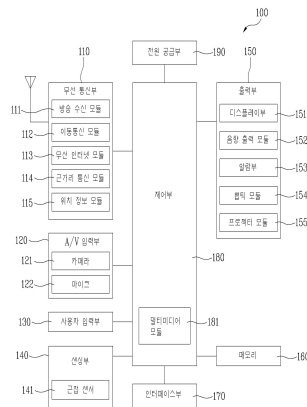 100
110
무선 통신부
111
방송 수신 모듈
112
이동통신 모듈
113
무선 인터넷 모듈
114
근거리 통신 모듈
115
위치 정보 모듈
120
A/V 입력부
121
카메라
122
마이크
130
사용자 입력부
140
센싱부
141
근접 센서
전원 공급부
190
제어부
180
멀티미디어
모듈
181
인터페이스부
170
150
출력부
디스플레이부
151
음향 출력 모듈
152
알람부
153
햅틱 모듈
154
프로젝터 모듈
155
메모리
160